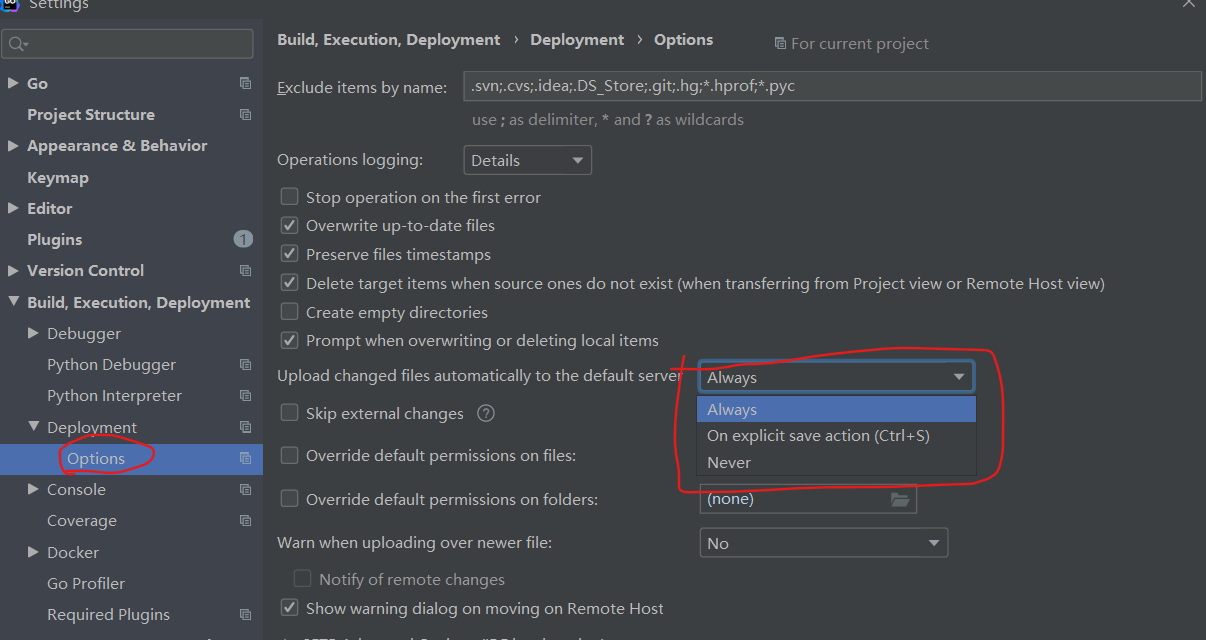 Settings
Go
Project Structure
Appearance & Behavior
Keymap
Editor
Plugins 1
Version Control
Build, Execution, Deployment
Debugger
Python Debugger
Python Interpreter
Deployment
Options
Console
Coverage
Docker
Go Profiler
Required Plugins
Build, Execution, Deployment › Deployment › Options For current project
Exclude items by name: .svn;.cvs;.idea;.DS_Store;.git;.hg;*.hprof;*.pyc
use ; as delimiter, * and ? as wildcards
Operations logging: Details
Stop operation on the first error
Overwrite up-to-date files
Preserve files timestamps
Delete target items when source ones do not exist (when transferring from Project view or Remote Host view)
Create empty directories
Prompt when overwriting or deleting local items
Upload changed files automatically to the default server Always
Always
On explicit save action (Ctrl+S)
Never
Skip external changes ?
Override default permissions on files:
Override default permissions on folders: (none)
Warn when uploading over newer file: No
Notify of remote changes
Show warning dialog on moving on Remote Host